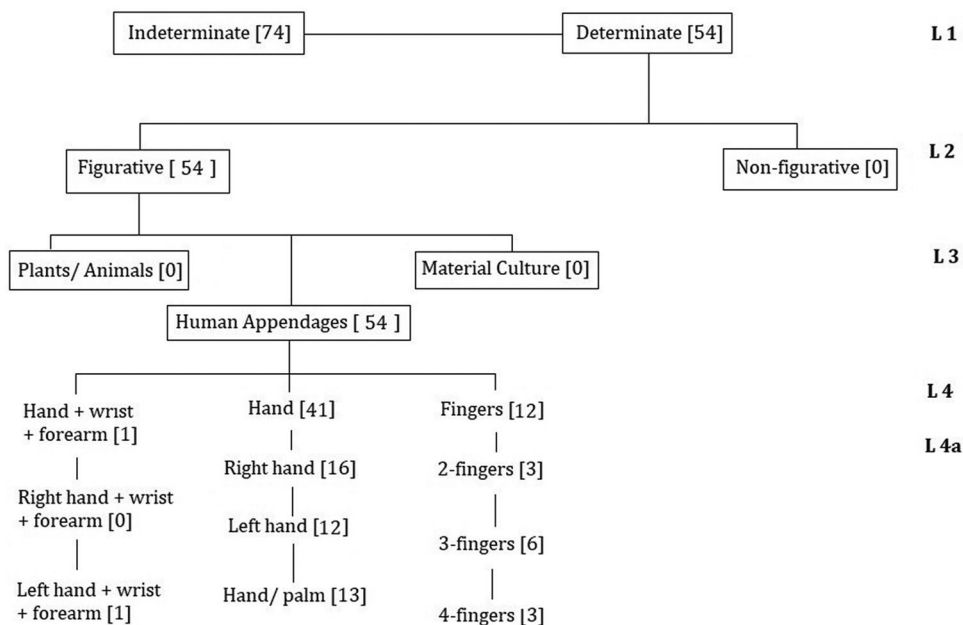 Indeterminate [74]
Determinate [54]
L 1
Figurative [ 54 ]
Non-figurative [0]
L 2
Plants/ Animals [0]
Material Culture [0]
L 3
Human Appendages [ 54 ]
Hand + wrist
+ forearm [1]
Hand [41]
Fingers [12]
L 4
L 4a
Right hand + wrist
+ forearm [0]
Right hand [16]
2-fingers [3]
Left hand [12]
3-fingers [6]
Left hand + wrist
+ forearm [1]
Hand/ palm [13]
4-fingers [3]